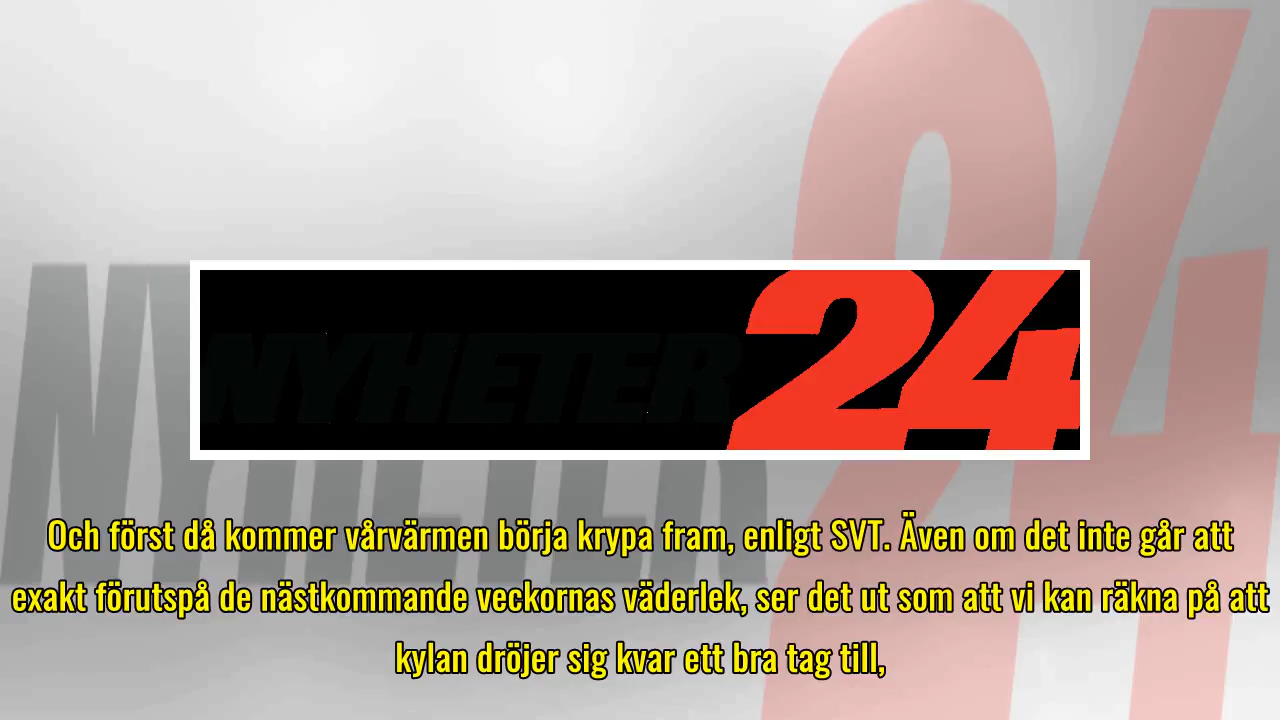 NYHETER24
NYHETER 24
Och först då kommer vårvärmen börja krypa fram, enligt SVT. Även om det inte går att
exakt förutspå de nästkommande veckornas väderlek, ser det ut som att vi kan räkna på att
kylan dröjer sig kvar ett bra tag till,